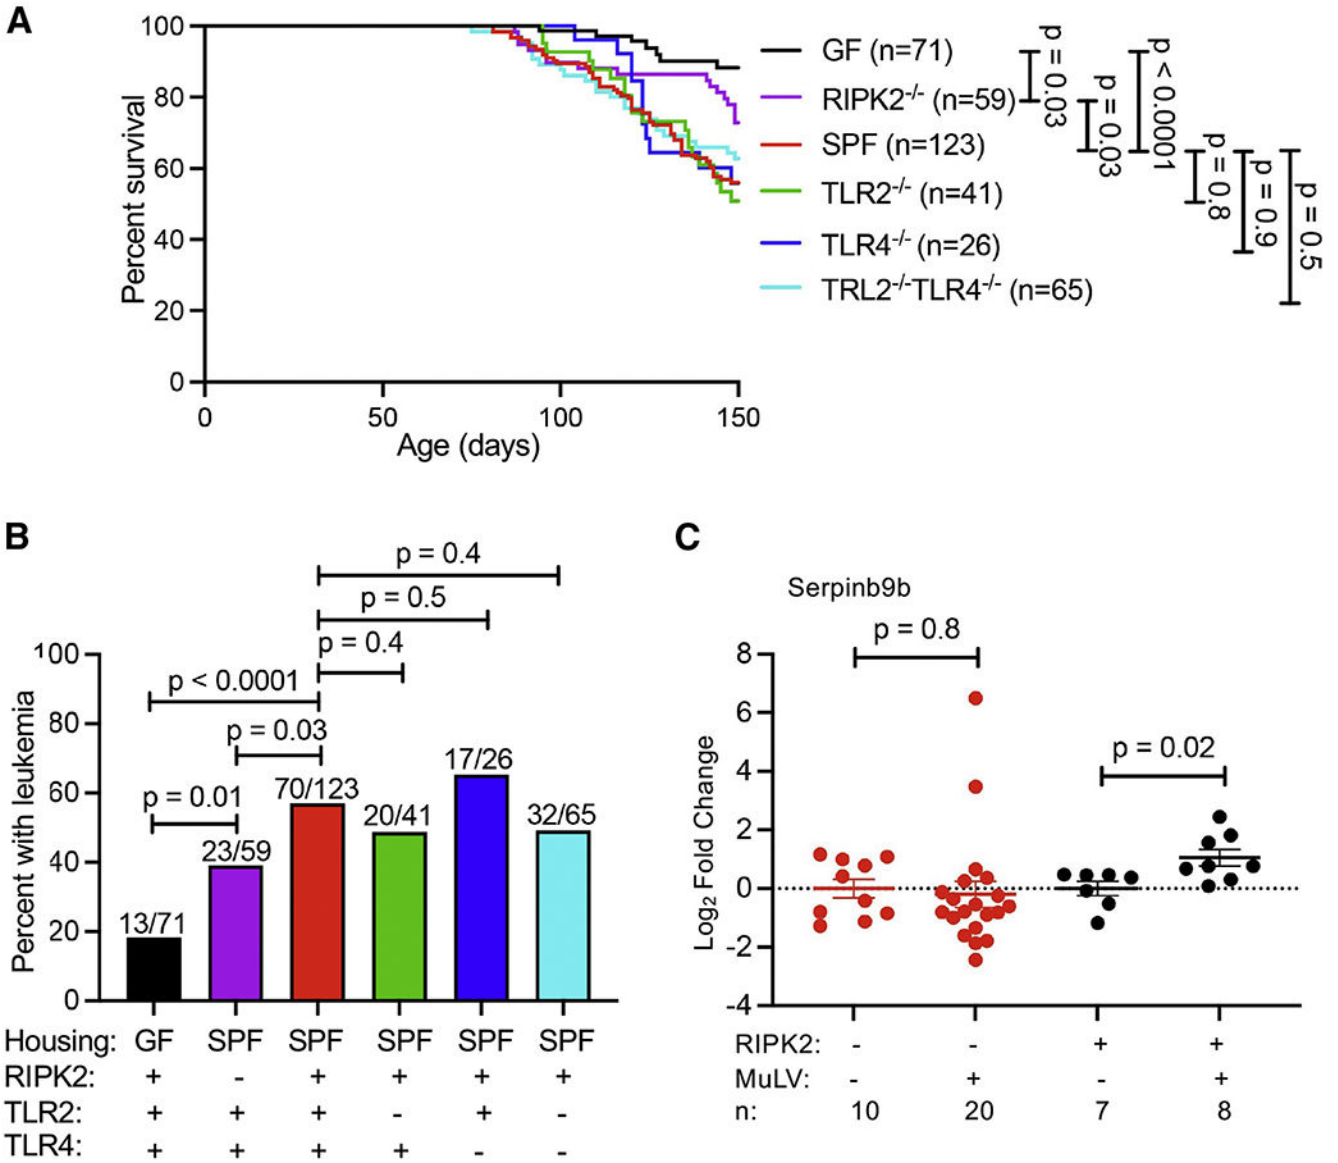 A
100
80
60
40
20
0
Percent survival
0 50 100 150
Age (days)
GF (n=71)
RIPK2-/- (n=59)
SPF (n=123)
TLR2-/- (n=41)
TLR4-/- (n=26)
TRL2-/-TLR4-/- (n=65)
p = 0.03
p = 0.03
p < 0.0001
p = 0.8
p = 0.9
p = 0.5
B
p = 0.4
p = 0.5
p = 0.4
p < 0.0001
p = 0.03
p = 0.01
100
80
60
40
20
0
Percent with leukemia
13/71
23/59
70/123
20/41
17/26
32/65
Housing: GF SPF SPF SPF SPF SPF
RIPK2: + - + + + +
TLR2: + + + - + -
TLR4: + + + + - -
C
Serpinb9b
p = 0.8
p = 0.02
8
6
4
2
0
-2
-4
Log2 Fold Change
RIPK2: - - + +
MuLV: - + - +
n: 10 20 7 8